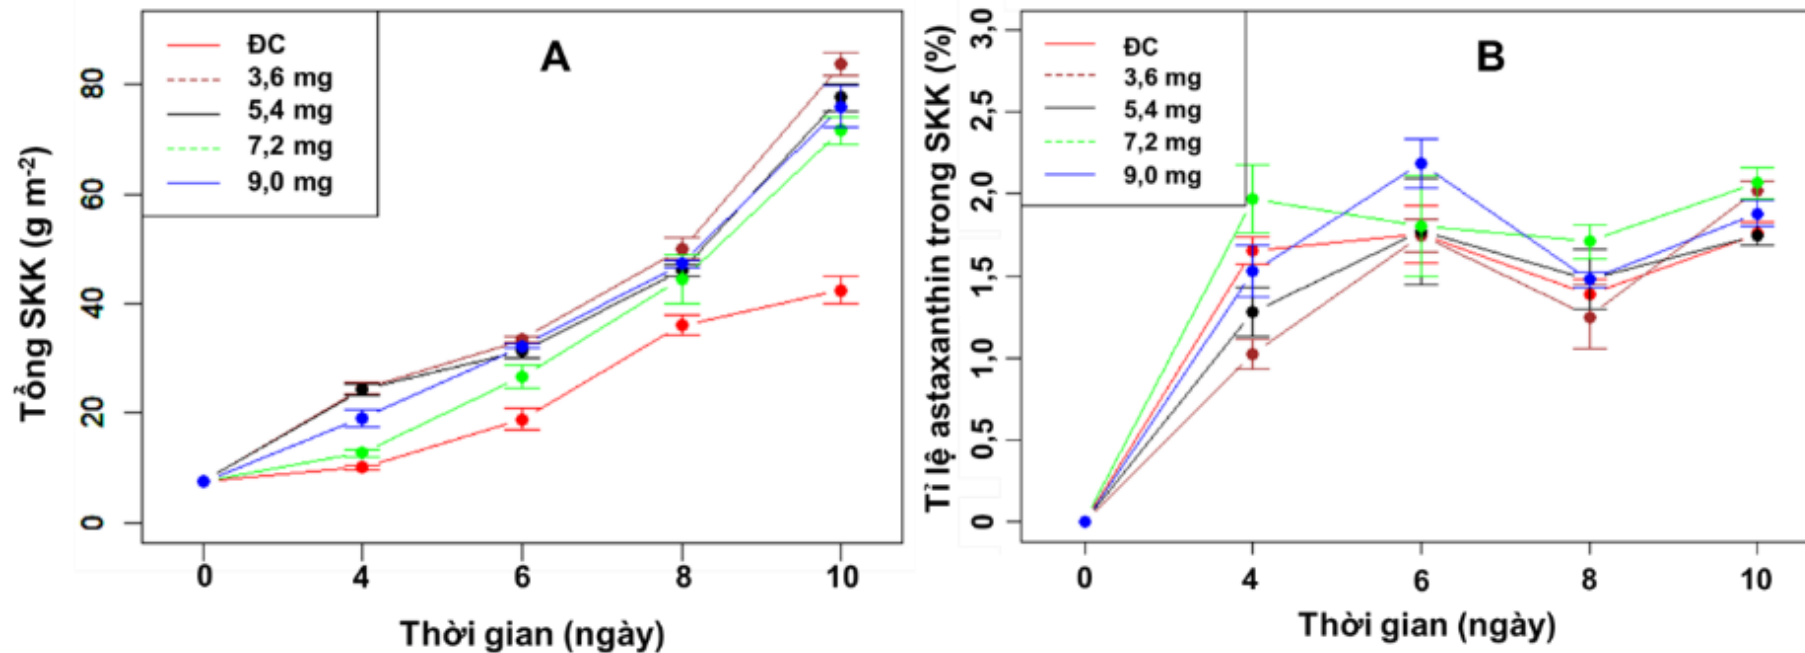 A
ĐC
3,6 mg
5,4 mg
7,2 mg
9,0 mg
Tổng SKK (g m-2)
80
60
40
20
0
0 4 6 8 10
Thời gian (ngày)
B
ĐC
3,6 mg
5,4 mg
7,2 mg
9,0 mg
Tỉ lệ astaxanthin trong SKK (%)
3,0
2,5
2,0
1,5
1,0
0,5
0
0 4 6 8 10
Thời gian (ngày)